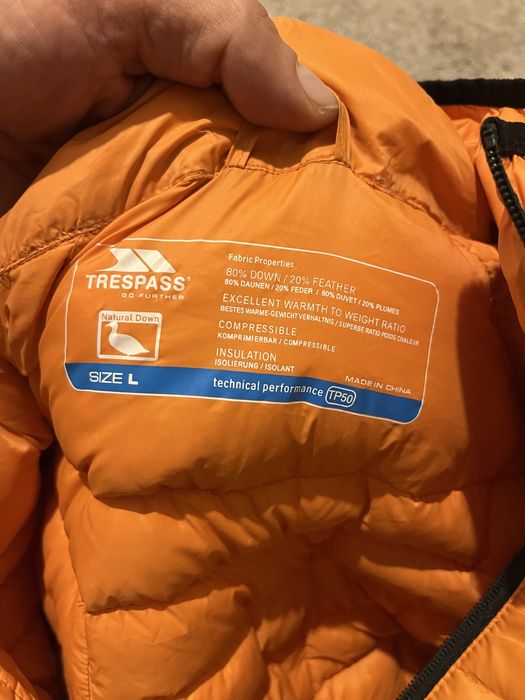 TRESPASS®
GO FURTHER
Natural Down
SIZE L
Fabric Properties
80% DOWN / 20% FEATHER
80% DAUNEN / 20% FEDER / 80% DUVET / 20% PLUMES
EXCELLENT WARMTH TO WEIGHT RATIO
BESTES WARME-GEWICHTVERHALTNIS / SUPERBE RATIO POIDS CHALEUR
COMPRESSIBLE
KOMPRIMIERBAR / COMPRESSIBLE
INSULATION
ISOLIERUNG / ISOLANT
MADE IN CHINA
technical performance TP50